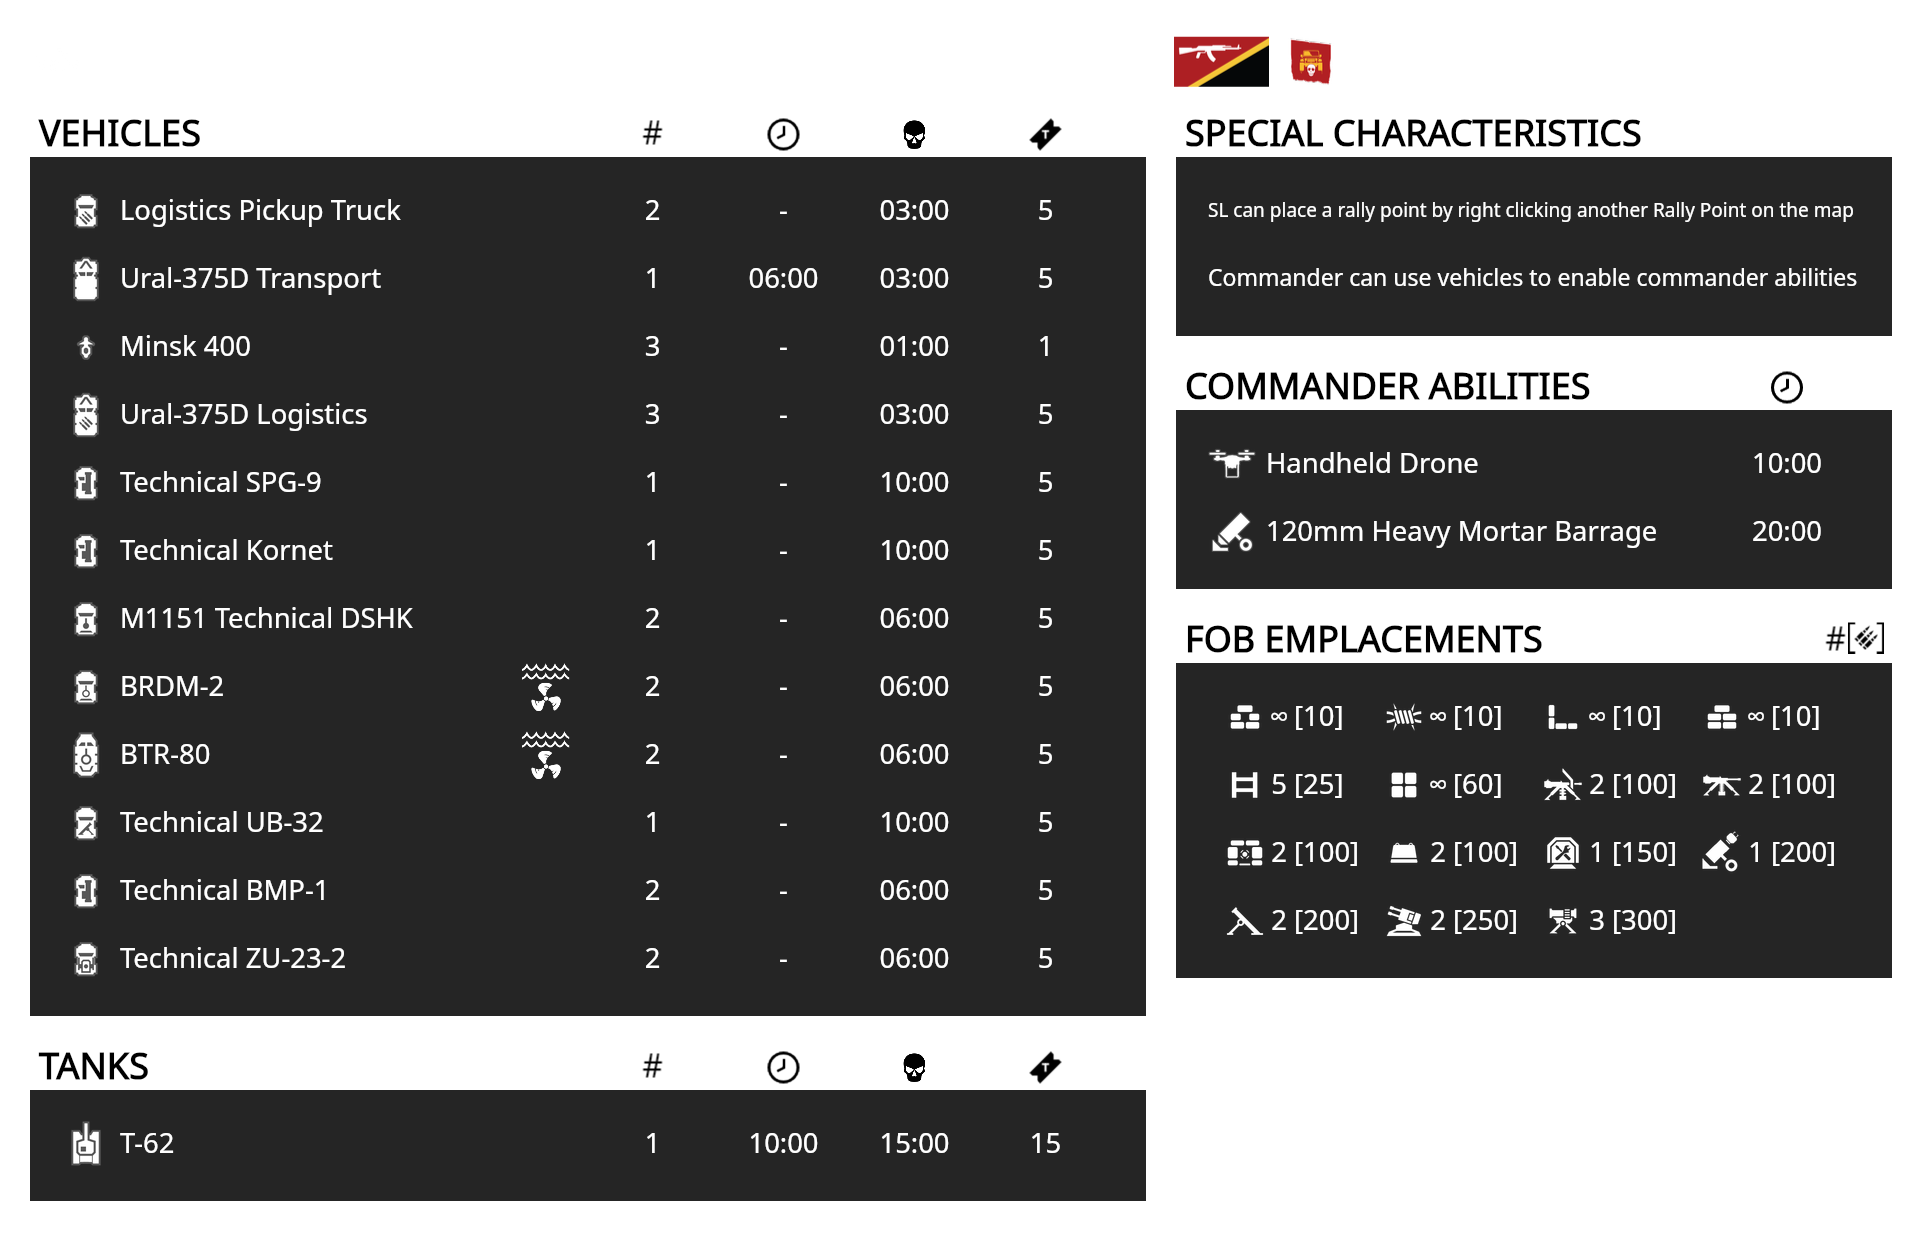 VEHICLES #
Logistics Pickup Truck 2 - 03:00 5
Ural-375D Transport 1 06:00 03:00 5
Minsk 400 3 - 01:00 1
Ural-375D Logistics 3 - 03:00 5
Technical SPG-9 1 - 10:00 5
Technical Kornet 1 - 10:00 5
M1151 Technical DSHK 2 - 06:00 5
BRDM-2 2 - 06:00 5
BTR-80 2 - 06:00 5
Technical UB-32 1 - 10:00 5
Technical BMP-1 2 - 06:00 5
Technical ZU-23-2 2 - 06:00 5
TANKS #
T-62 1 10:00 15:00 15
SPECIAL CHARACTERISTICS
SL can place a rally point by right clicking another Rally Point on the map
Commander can use vehicles to enable commander abilities
COMMANDER ABILITIES
Handheld Drone 10:00
120mm Heavy Mortar Barrage 20:00
FOB EMPLACEMENTS #[]
∞ [10] ∞ [10] ∞ [10] ∞ [10]
5 [25] ∞ [60] 2 [100] 2 [100]
2 [100] 2 [100] 1 [150] 1 [200]
2 [200] 2 [250] 3 [300]